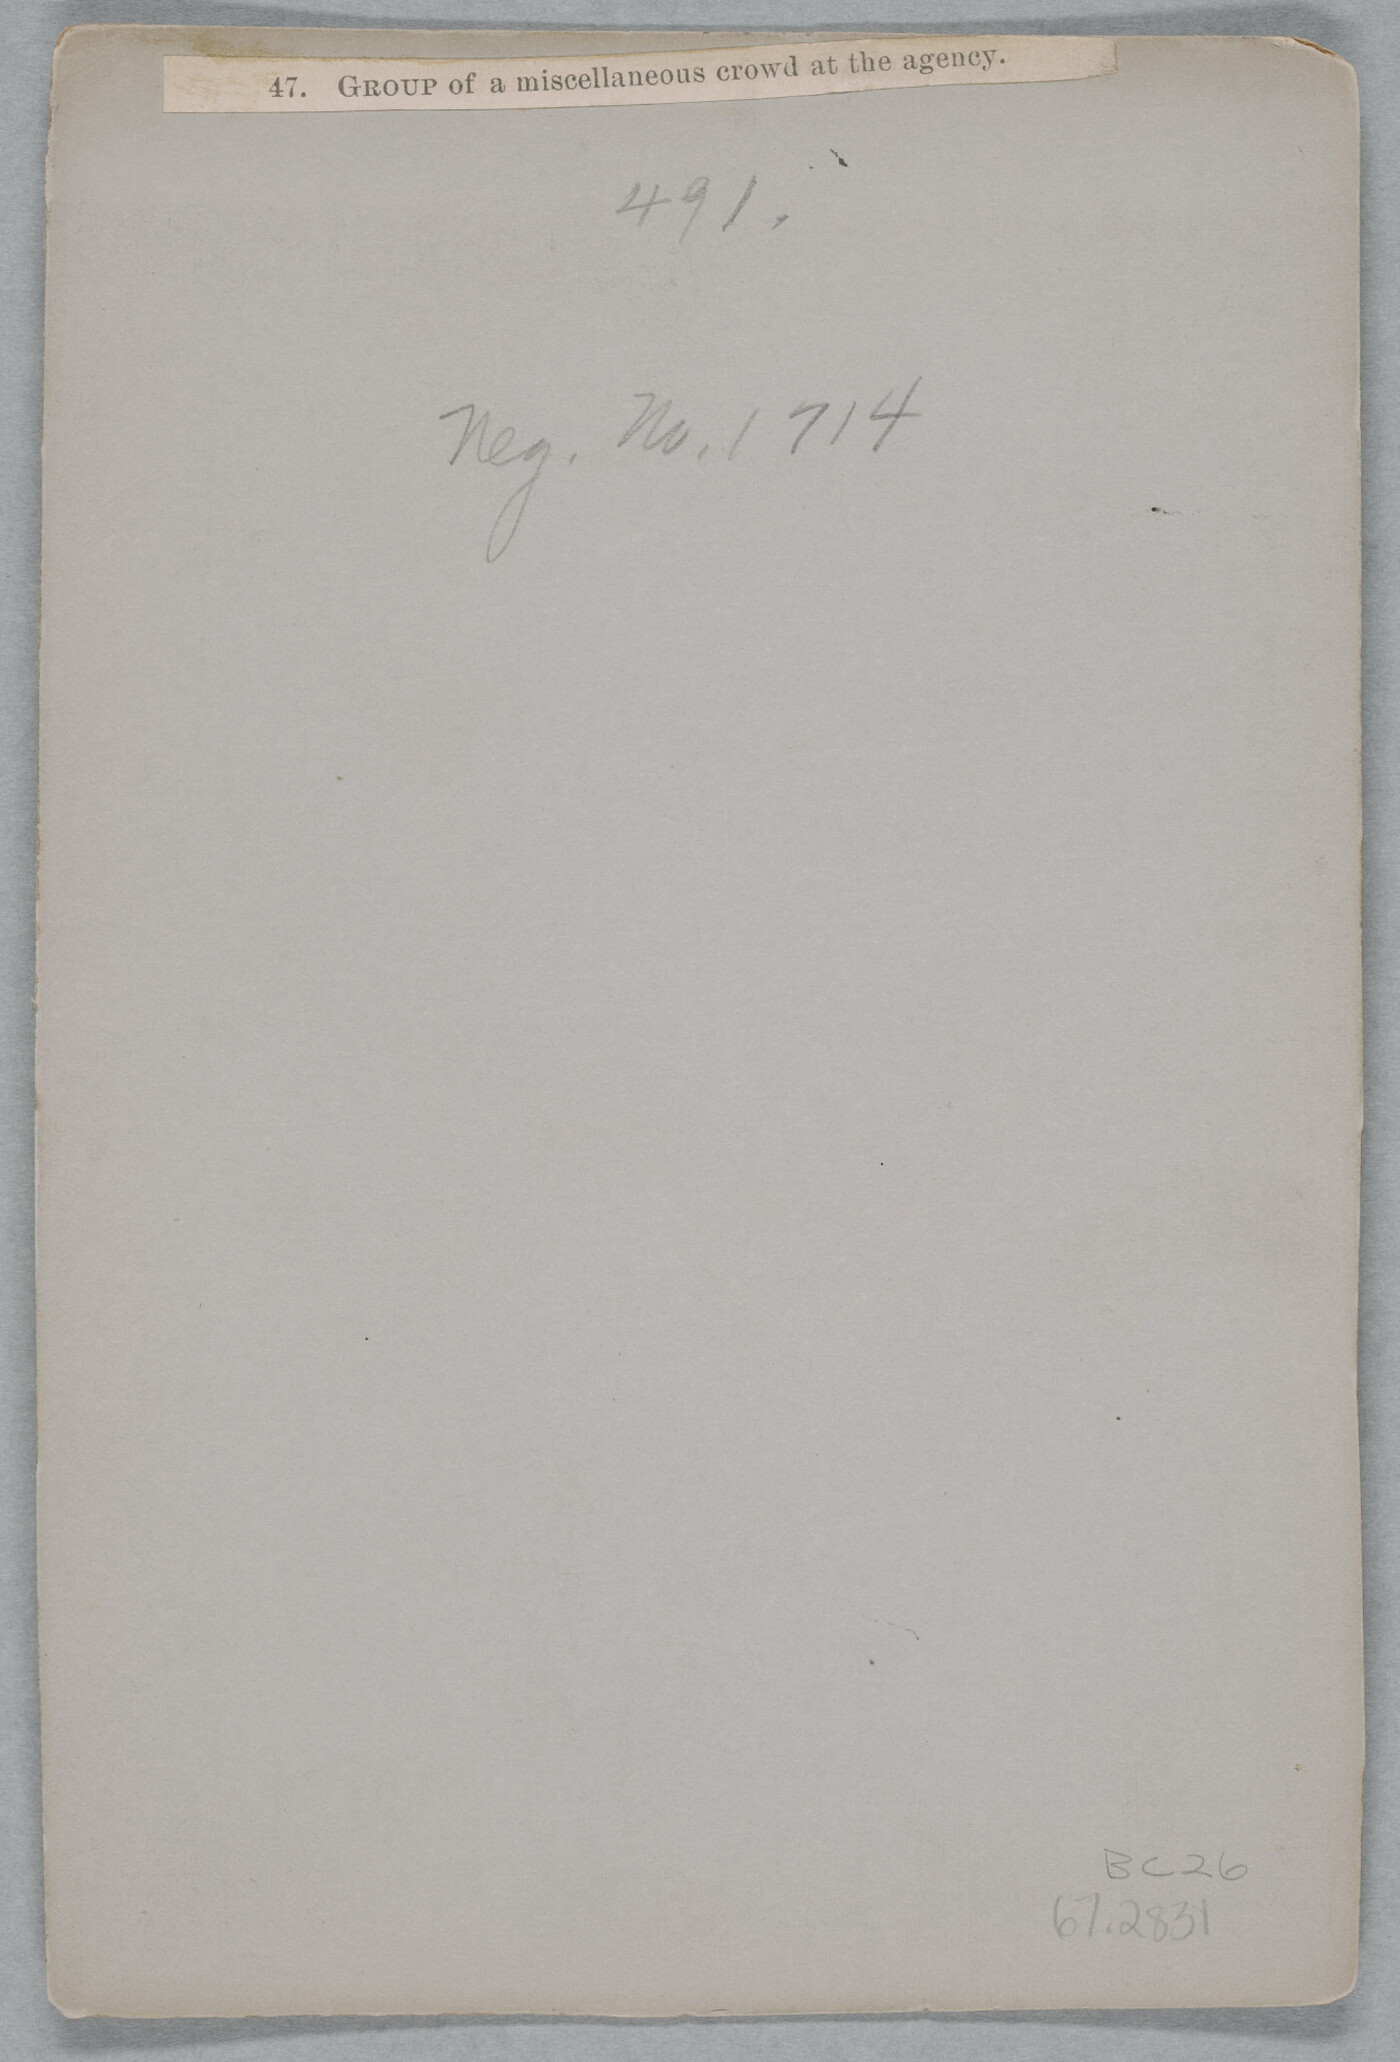 47. GROUP of a miscellaneous crowd at the agency.
491.
Neg. No. 1714
BC26
67.2831